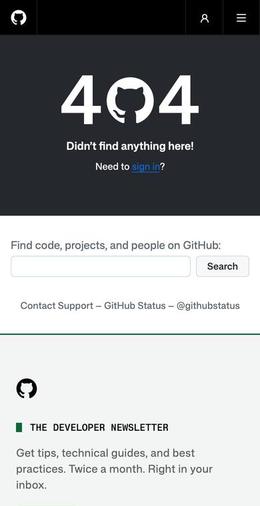 404
Didn't find anything here!
Need to sign in?
Find code, projects, and people on GitHub:
Search
Contact Support — GitHub Status — @githubstatus
THE DEVELOPER NEWSLETTER
Get tips, technical guides, and best
practices. Twice a month. Right in your
inbox.